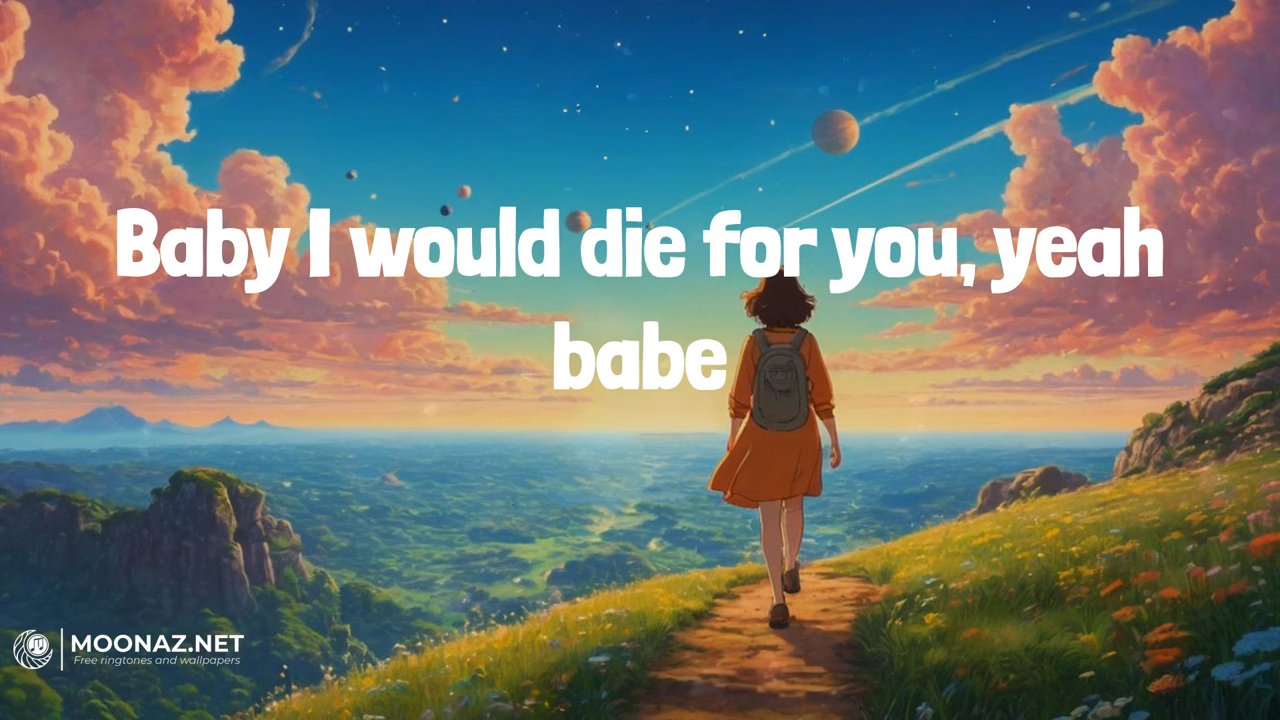 Baby I would die for you, yeah
babe
MOONAZ.NET
Free ringtones and wallpapers